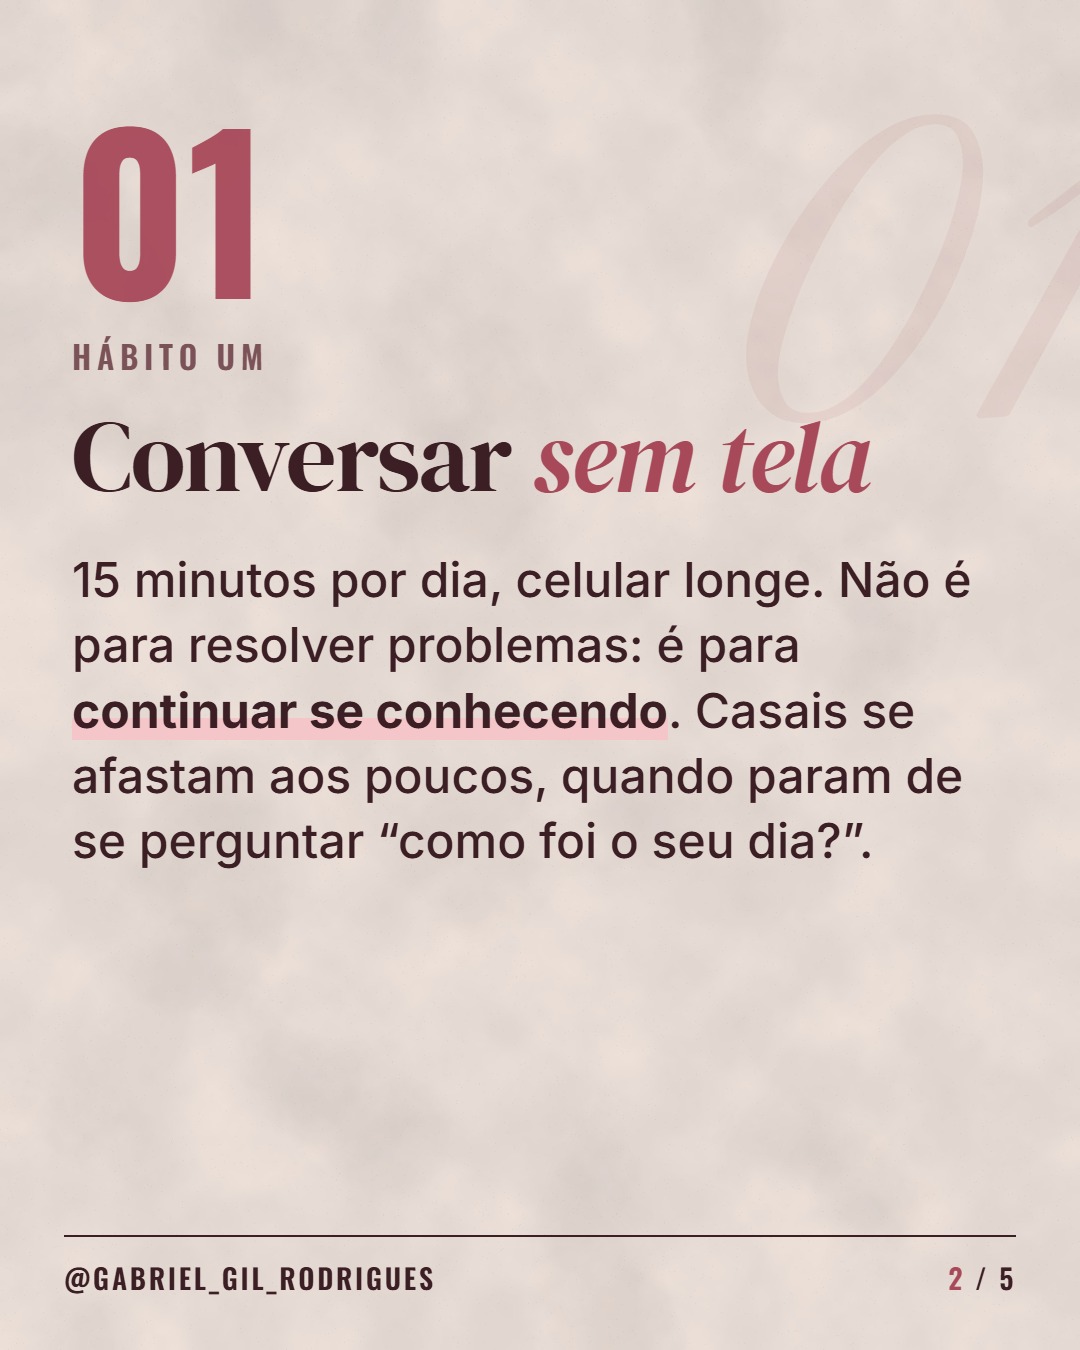 01
01
HÁBITO UM
Conversar sem tela
15 minutos por dia, celular longe. Não é
para resolver problemas: é para
continuar se conhecendo. Casais se
afastam aos poucos, quando param de
se perguntar “como foi o seu dia?”.
@GABRIEL_GIL_RODRIGUES
2 / 5